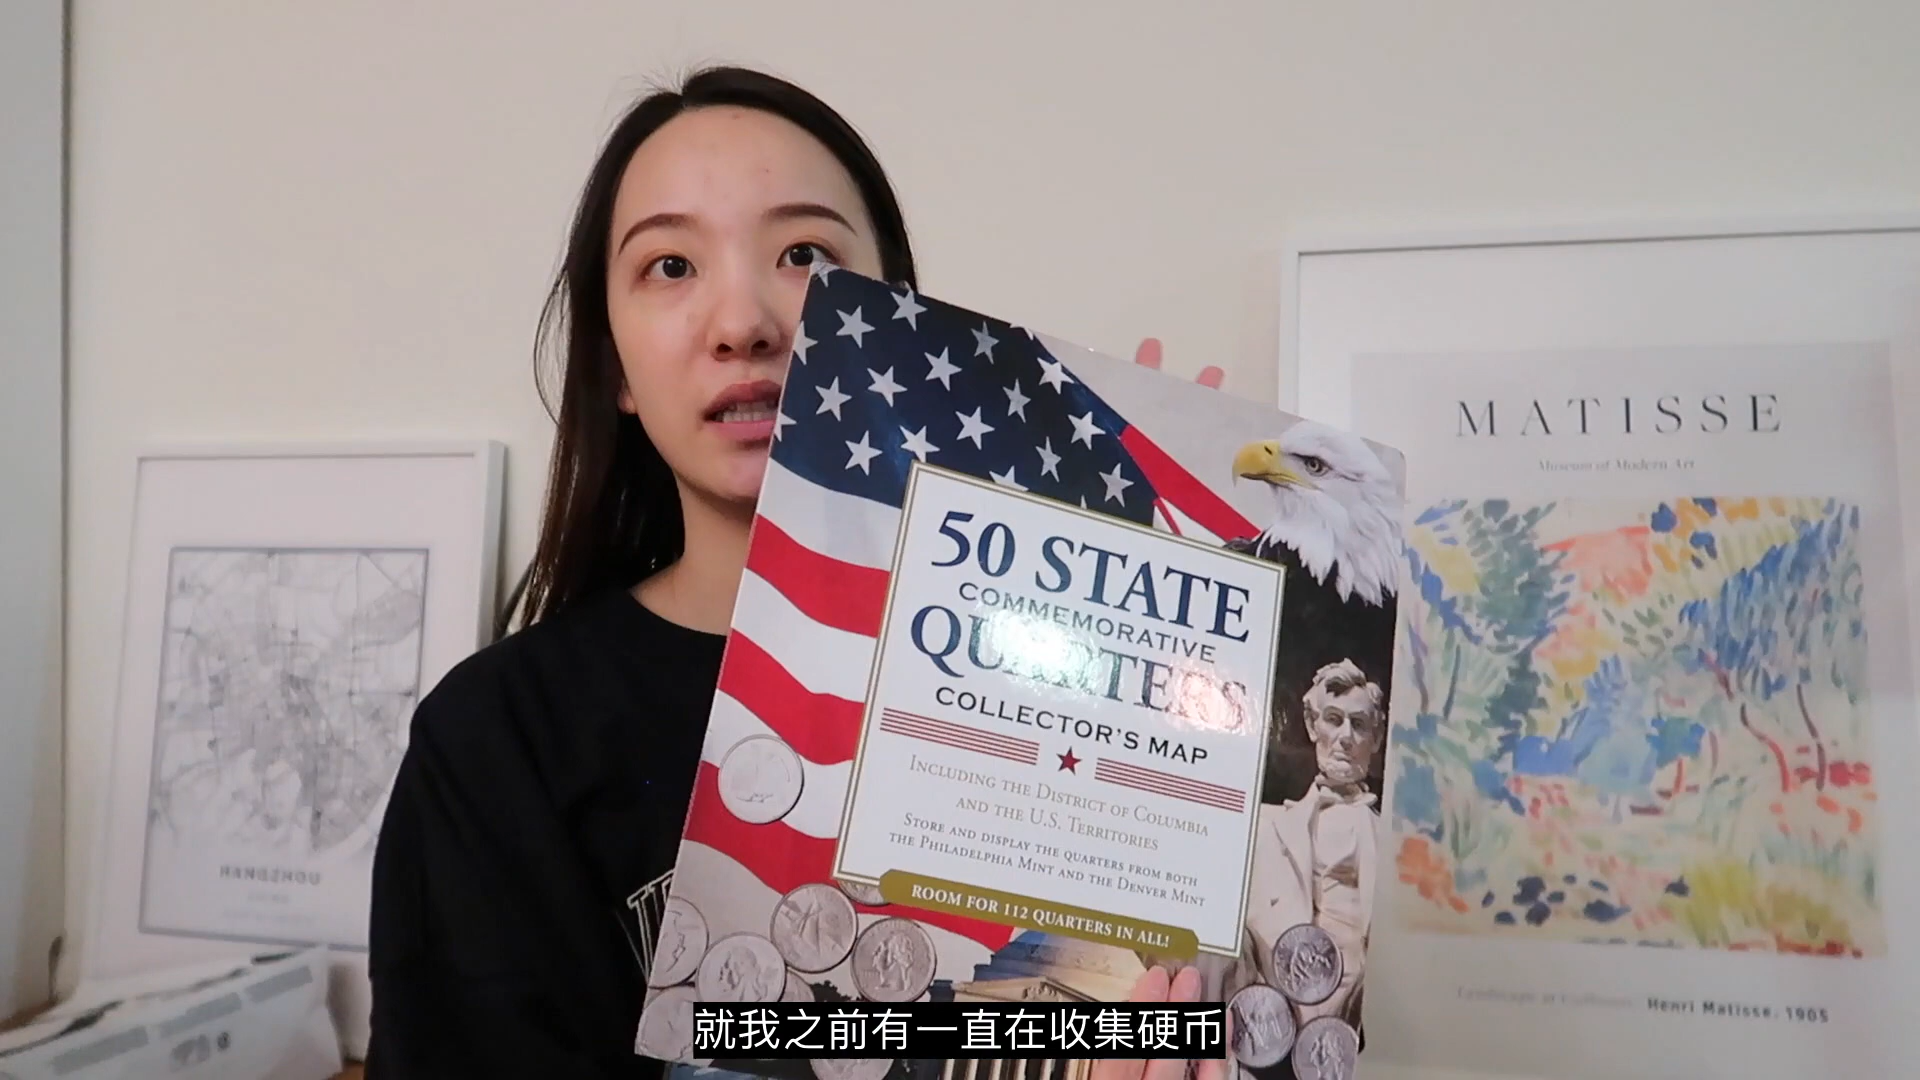 50 STATE
COMMEMORATIVE
QUARTERS
COLLECTOR'S MAP
INCLUDING THE DISTRICT OF COLUMBIA
AND THE U.S. TERRITORIES
STORE AND DISPLAY THE QUARTERS FROM BOTH
THE PHILADELPHIA MINT AND THE DENVER MINT
ROOM FOR 112 QUARTERS IN ALL!
MATISSE
Museum of Modern Art
Henri Matisse. 1905
HANGZHOU
就我之前有一直在收集硬币